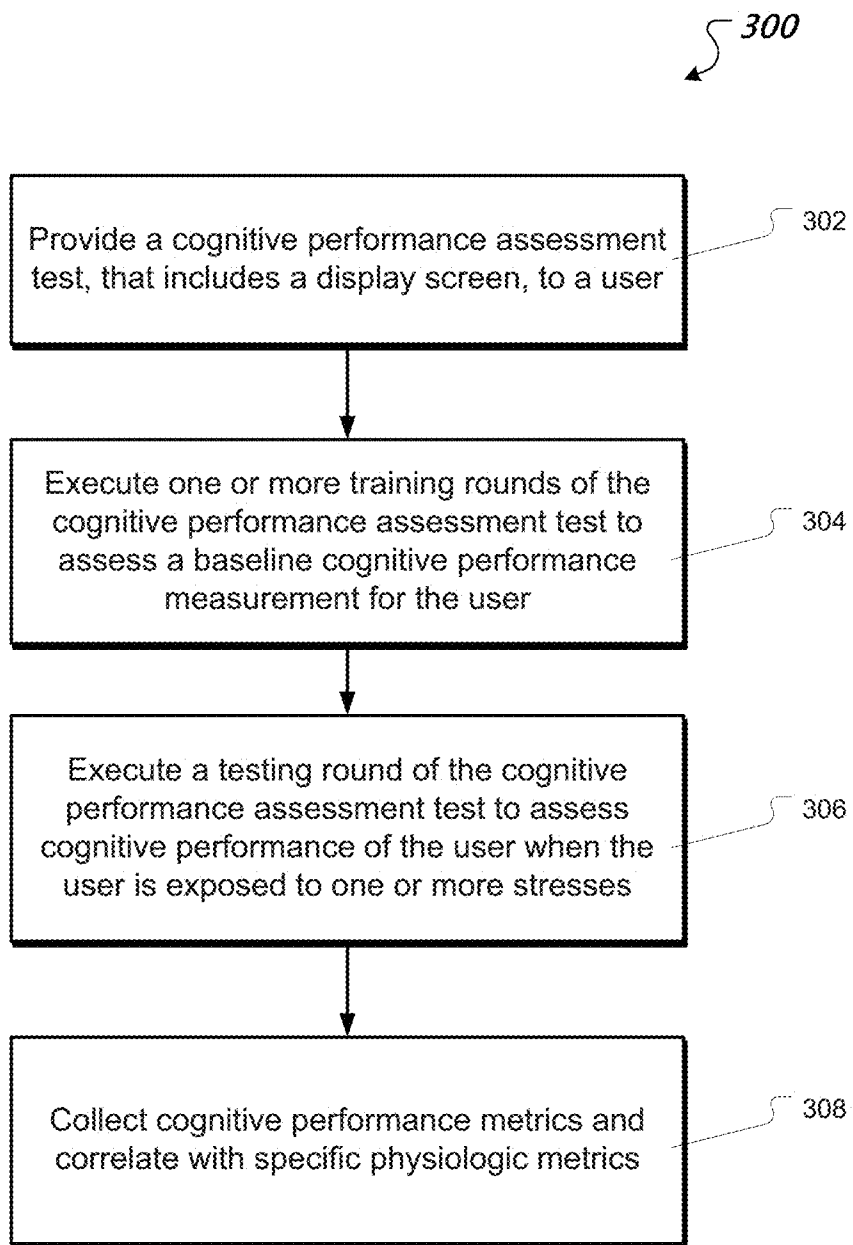 300
Provide a cognitive performance assessment
test, that includes a display screen, to a user
302
Execute one or more training rounds of the
cognitive performance assessment test to
assess a baseline cognitive performance
measurement for the user
304
Execute a testing round of the cognitive
performance assessment test to assess
cognitive performance of the user when the
user is exposed to one or more stresses
306
Collect cognitive performance metrics and
correlate with specific physiologic metrics
308